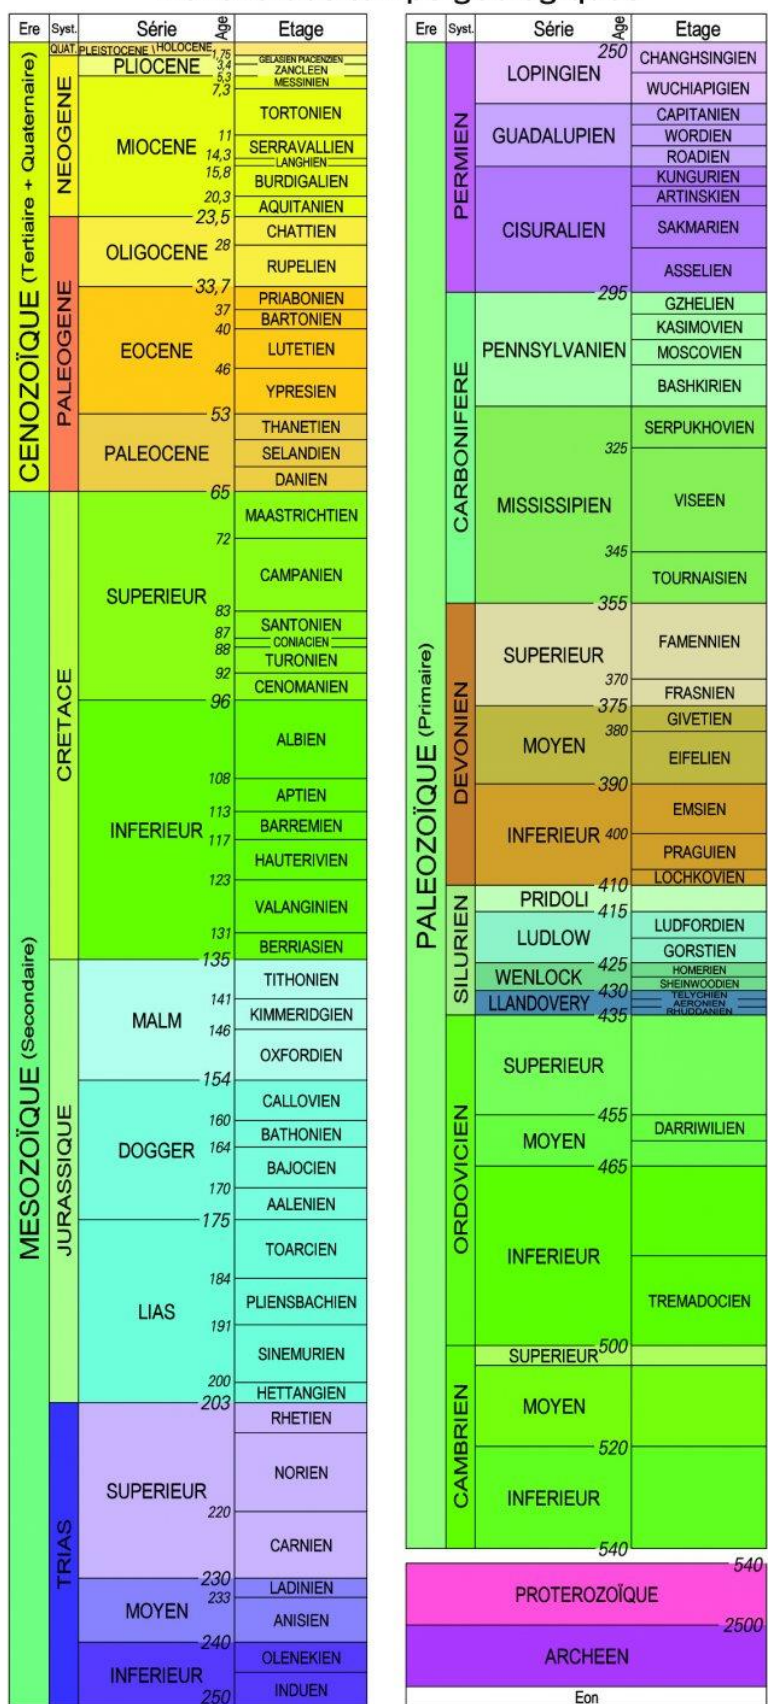 Ere Syst. Série Age Etage
CENOZOÏQUE (Tertiaire + Quaternaire)
QUAT. PLEISTOCENE \ HOLOCENE 1,75
NEOGENE
PLIOCENE 3,4 GELASIEN PIACENZIEN
5,3 ZANCLEEN
7,3 MESSINIEN
MIOCENE
TORTONIEN
11
SERRAVALLIEN
14,3
LANGHIEN
15,8
BURDIGALIEN
20,3
AQUITANIEN
23,5
PALEOGENE
OLIGOCENE
CHATTIEN
28
RUPELIEN
33,7
EOCENE
PRIABONIEN
37
BARTONIEN
40
LUTETIEN
46
YPRESIEN
53
PALEOCENE
THANETIEN
SELANDIEN
DANIEN
65
MESOZOÏQUE (Secondaire)
CRETACE
SUPERIEUR
MAASTRICHTIEN
72
CAMPANIEN
83
SANTONIEN
87
CONIACIEN
88
TURONIEN
92
CENOMANIEN
96
INFERIEUR
ALBIEN
108
APTIEN
113
BARREMIEN
117
HAUTERIVIEN
123
VALANGINIEN
131
BERRIASIEN
135
JURASSIQUE
MALM
TITHONIEN
141
KIMMERIDGIEN
146
OXFORDIEN
154
DOGGER
CALLOVIEN
160
BATHONIEN
164
BAJOCIEN
170
AALENIEN
175
LIAS
TOARCIEN
184
PLIENSBACHIEN
191
SINEMURIEN
200
HETTANGIEN
203
TRIAS
SUPERIEUR
RHETIEN
NORIEN
220
CARNIEN
230
MOYEN
LADINIEN
233
ANISIEN
240
INFERIEUR
OLENEKIEN
INDUEN
250
Ere Syst. Série Age Etage
PALEOZOÏQUE (Primaire)
250
PERMIEN
LOPINGIEN
CHANGHSINGIEN
WUCHIAPIGIEN
GUADALUPIEN
CAPITANIEN
WORDIEN
ROADIEN
CISURALIEN
KUNGURIEN
ARTINSKIEN
SAKMARIEN
ASSELIEN
295
CARBONIFERE
PENNSYLVANIEN
GZHELIEN
KASIMOVIEN
MOSCOVIEN
BASHKIRIEN
MISSISSIPIEN
SERPUKHOVIEN
325
VISEEN
345
TOURNAISIEN
355
DEVONIEN
SUPERIEUR
FAMENNIEN
370
FRASNIEN
375
MOYEN
GIVETIEN
380
EIFELIEN
390
INFERIEUR
EMSIEN
400
PRAGUIEN
LOCHKOVIEN
410
SILURIEN
PRIDOLI
415
LUDLOW
LUDFORDIEN
GORSTIEN
425
WENLOCK
HOMERIEN
SHEINWOODIEN
430
LLANDOVERY
TELYCHIEN
AERONIEN
RHUDDANIEN
435
ORDOVICIEN
SUPERIEUR
455
MOYEN
DARRIWILIEN
465
INFERIEUR
TREMADOCIEN
500
CAMBRIEN
SUPERIEUR
MOYEN
520
INFERIEUR
540
540
PROTEROZOÏQUE
2500
ARCHEEN
Eon